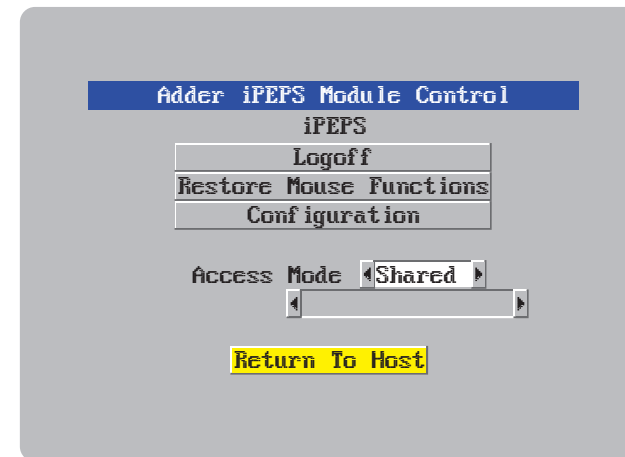 Adder iPEPS Module Control
iPEPS
Logoff
Restore Mouse Functions
Configuration
Access Mode Shared
Return To Host